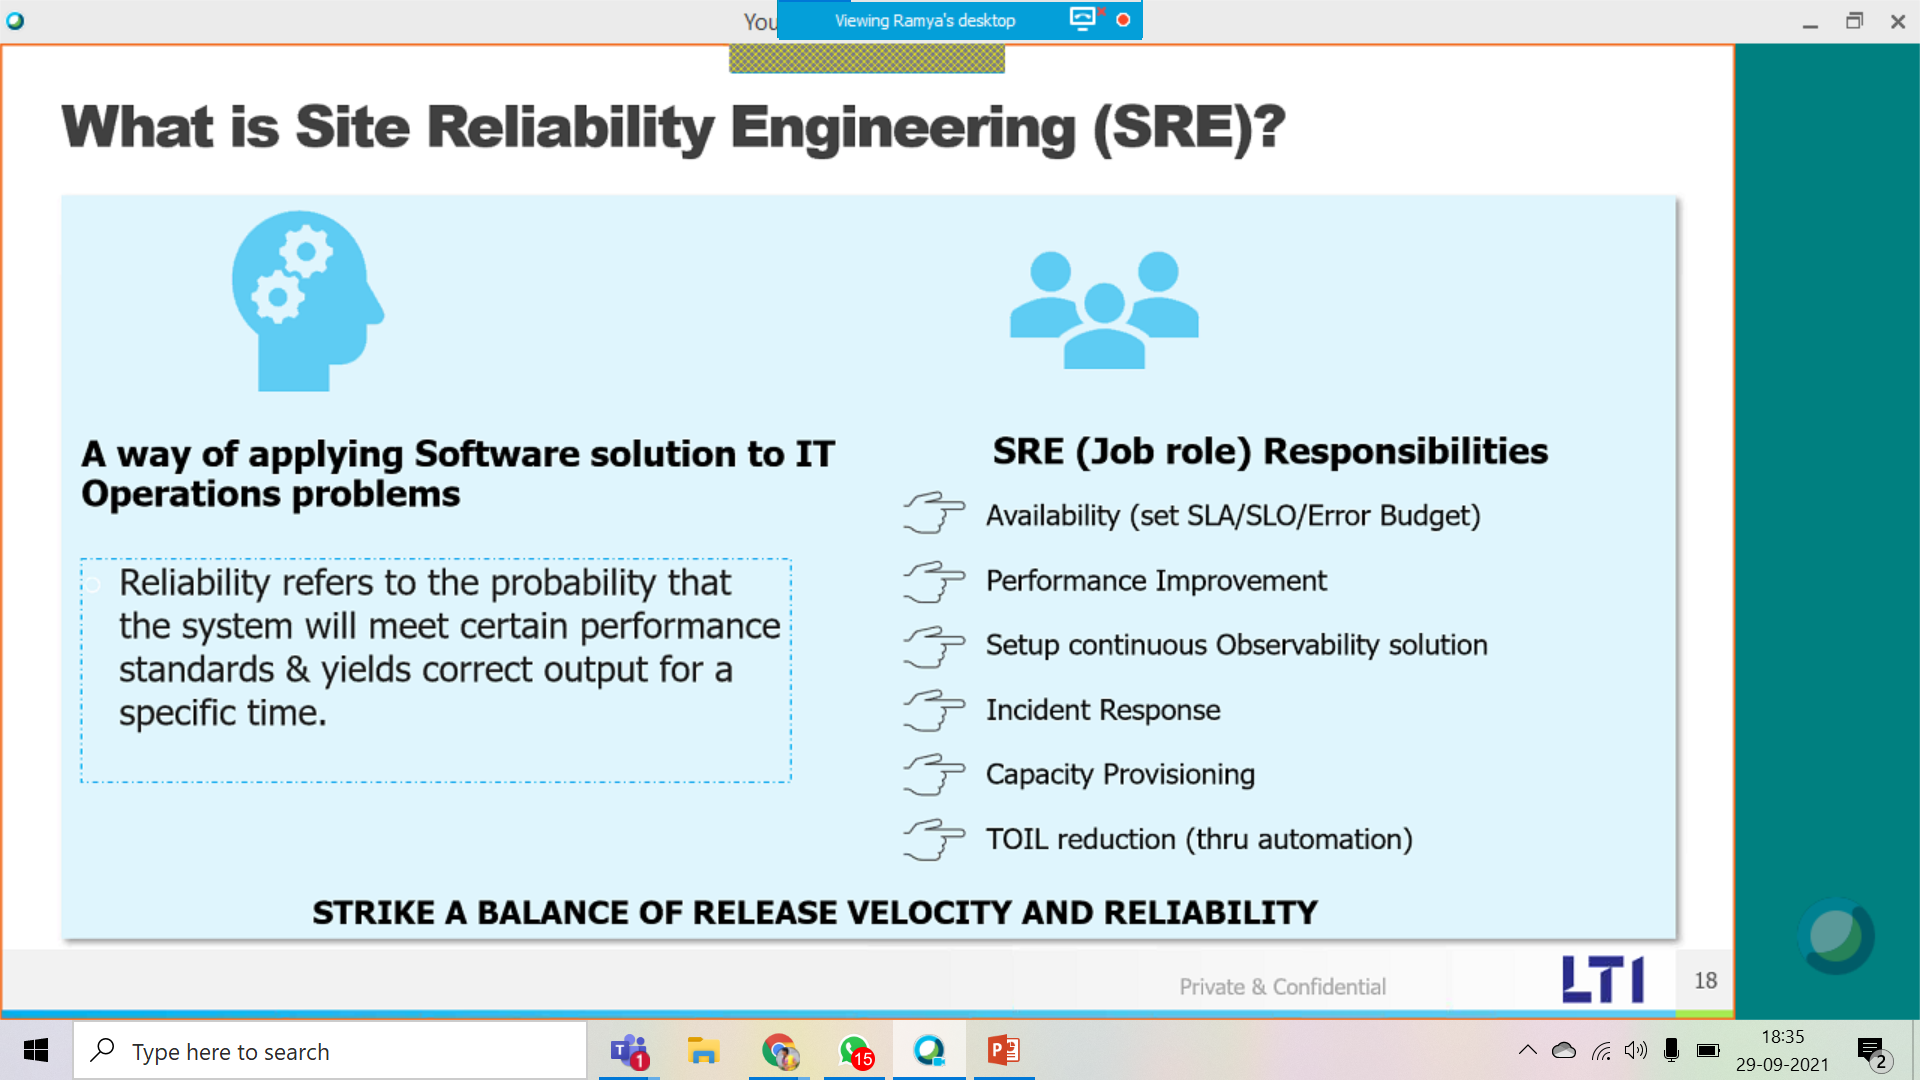 You
Viewing Ramya's desktop
What is Site Reliability Engineering (SRE)?
A way of applying Software solution to IT
Operations problems
Reliability refers to the probability that
the system will meet certain performance
standards & yields correct output for a
specific time.
SRE (Job role) Responsibilities
Availability (set SLA/SLO/Error Budget)
Performance Improvement
Setup continuous Observability solution
Incident Response
Capacity Provisioning
TOIL reduction (thru automation)
STRIKE A BALANCE OF RELEASE VELOCITY AND RELIABILITY
Private & Confidential
LTI
18
Type here to search
1
15
18:35
29-09-2021
2